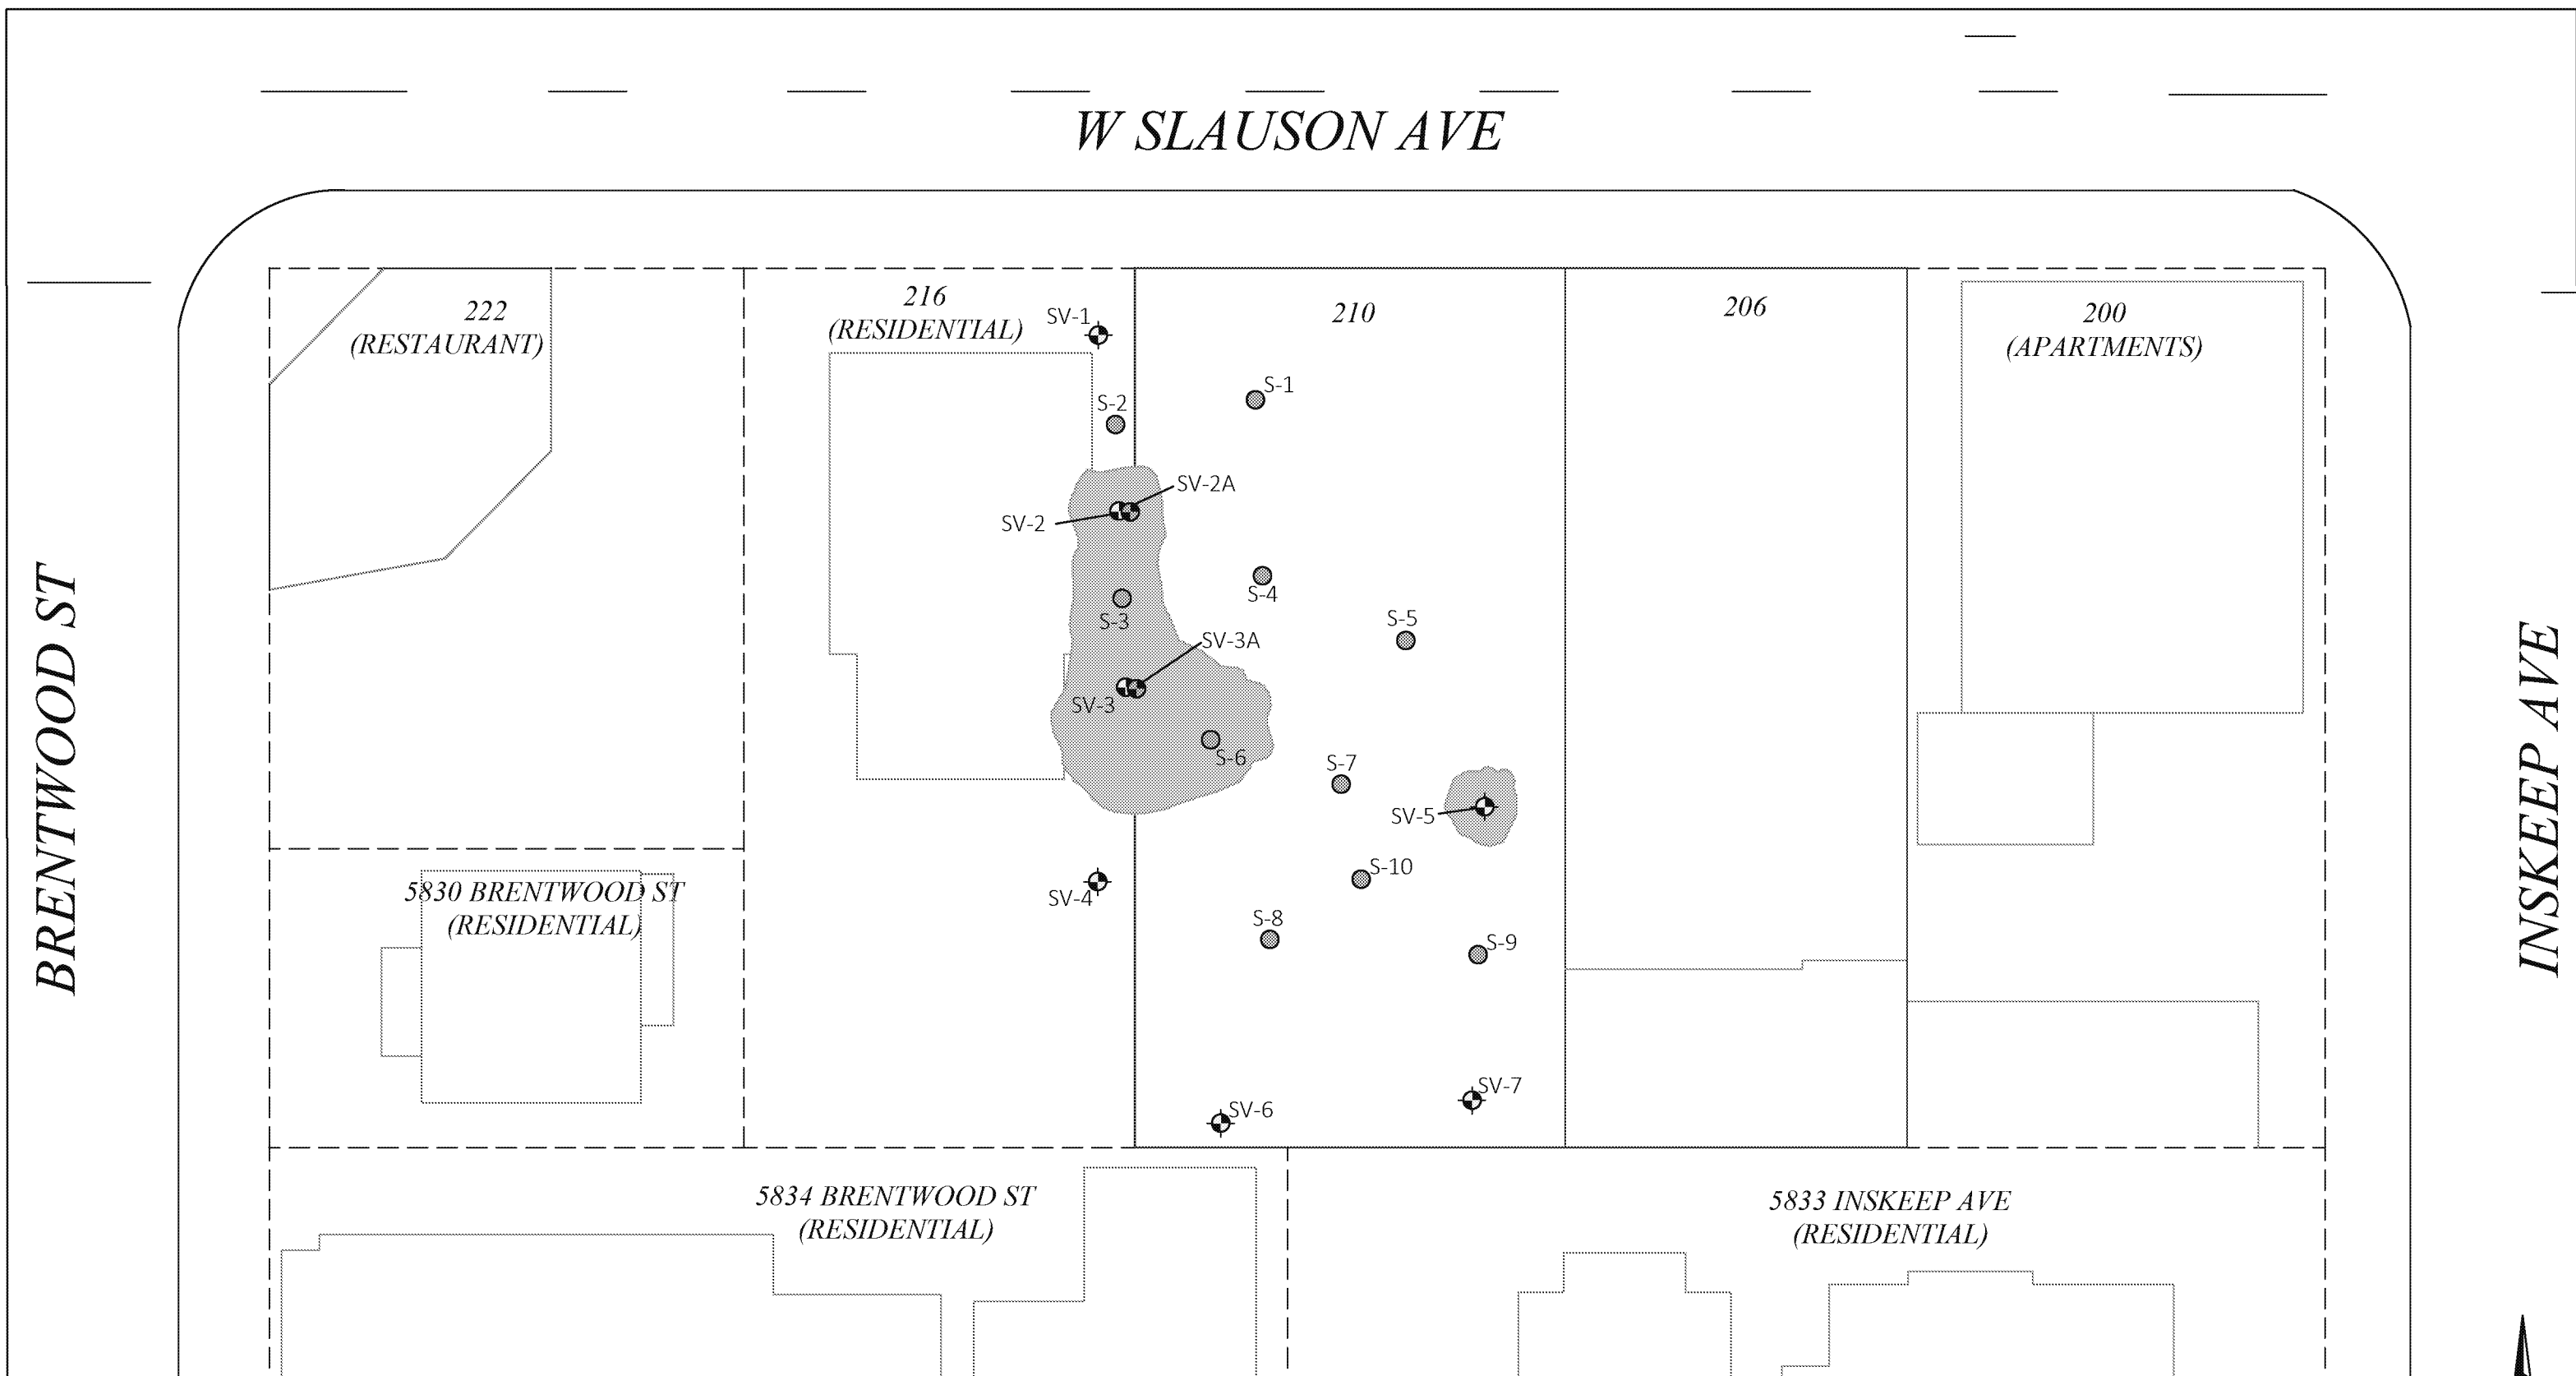 W SLAUSON AVE
BRENTWOOD ST
INSKEEP AVE
222
(RESTAURANT)
216
(RESIDENTIAL)
SV-1
210
206
200
(APARTMENTS)
S-1
S-2
SV-2A
SV-2
S-4
S-3
S-5
SV-3A
SV-3
S-6
S-7
SV-5
S-10
SV-4
S-8
S-9
5830 BRENTWOOD ST
(RESIDENTIAL)
SV-7
SV-6
5834 BRENTWOOD ST
(RESIDENTIAL)
5833 INSKEEP AVE
(RESIDENTIAL)